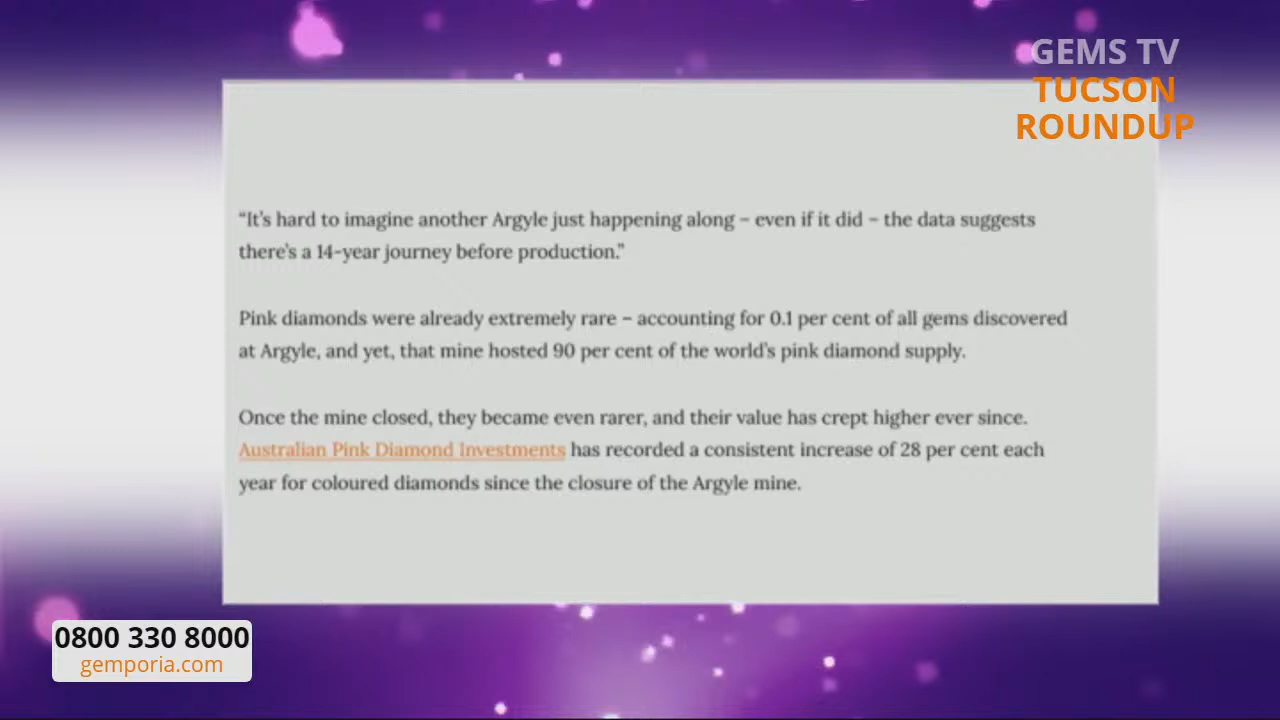 GEMS TV
TUCSON
ROUNDUP
“It’s hard to imagine another Argyle just happening along – even if it did – the data suggests
there’s a 14-year journey before production.”
Pink diamonds were already extremely rare – accounting for 0.1 per cent of all gems discovered
at Argyle, and yet, that mine hosted 90 per cent of the world’s pink diamond supply.
Once the mine closed, they became even rarer, and their value has crept higher ever since.
Australian Pink Diamond Investments has recorded a consistent increase of 28 per cent each
year for coloured diamonds since the closure of the Argyle mine.
0800 330 8000
gemporia.com